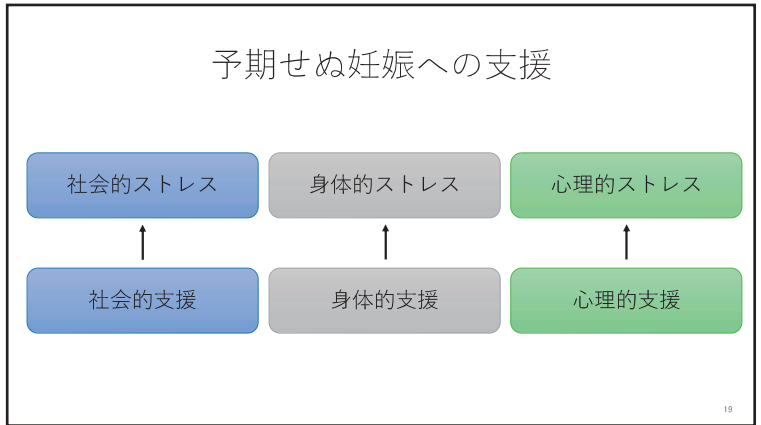 予期せぬ妊娠への支援
社会的ストレス
身体的ストレス
心理的ストレス
社会的支援
身体的支援
心理的支援
19